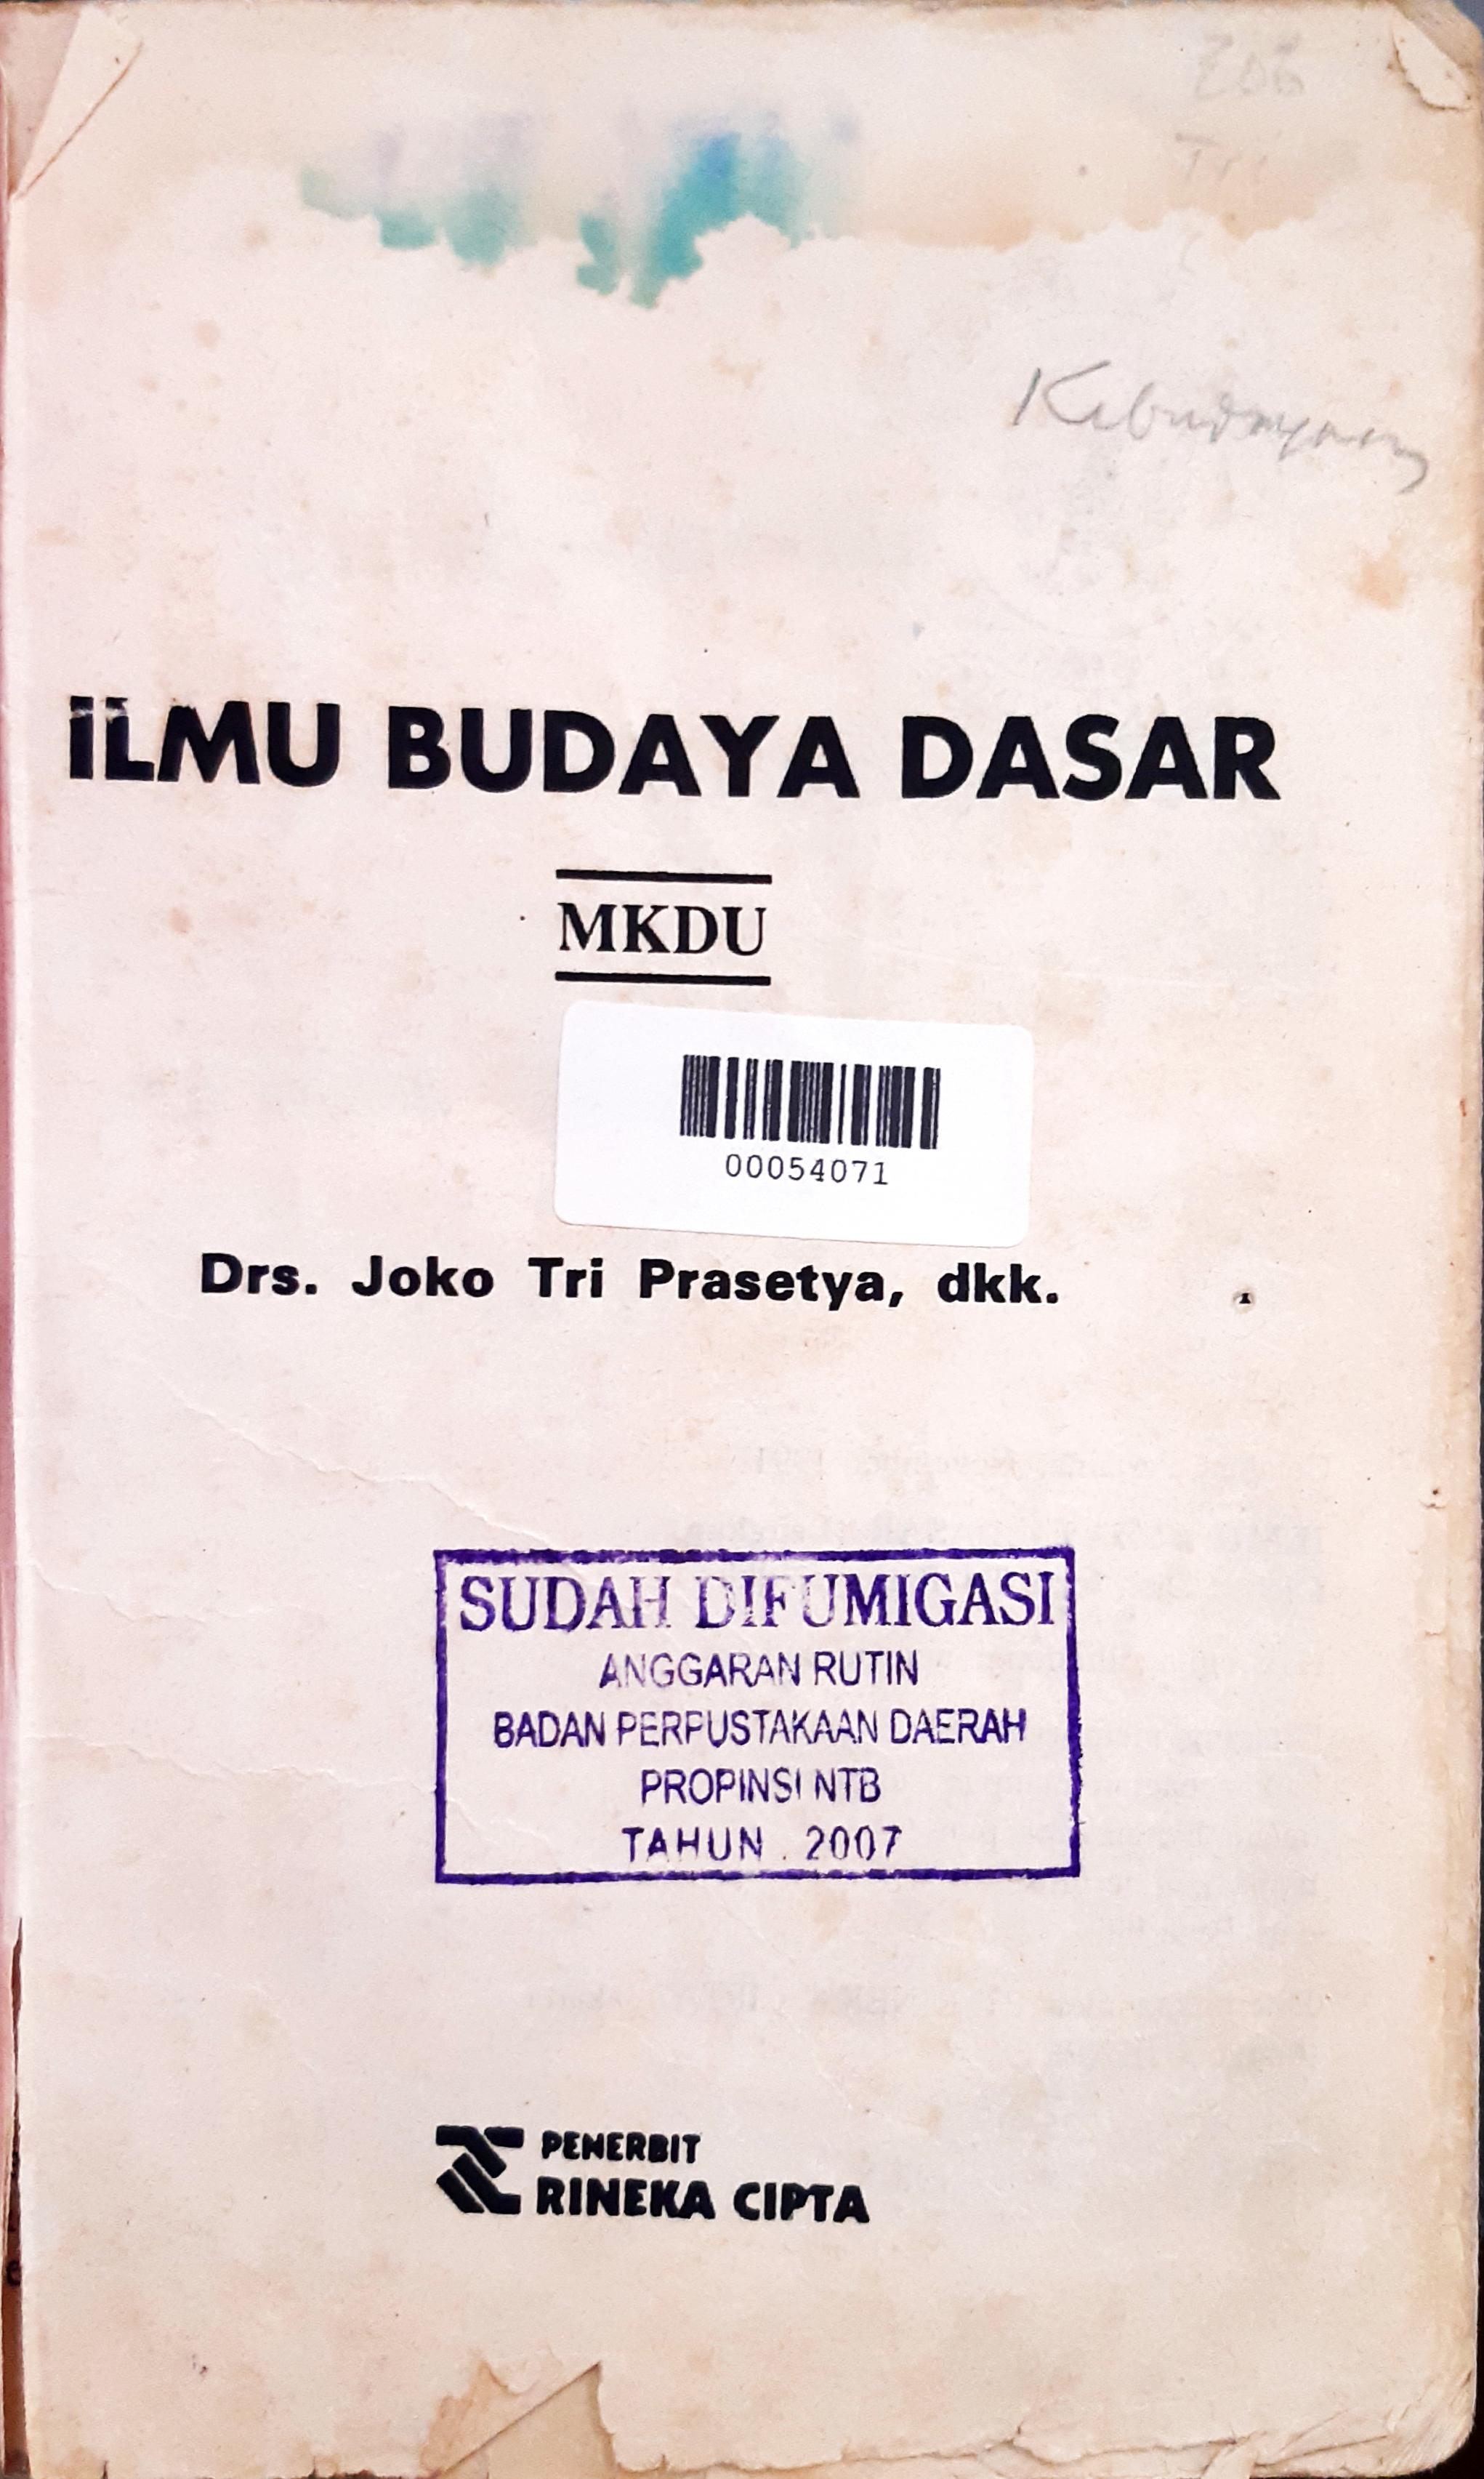 Kebudayaan
ILMU BUDAYA DASAR
MKDU
00054071
Drs. Joko Tri Prasetya, dkk.
SUDAH DIFUMIGASI
ANGGARAN RUTIN
BADAN PERPUSTAKAAN DAERAH
PROPINSI NTB
TAHUN . 2007
PENERBIT
RINEKA CIPTA